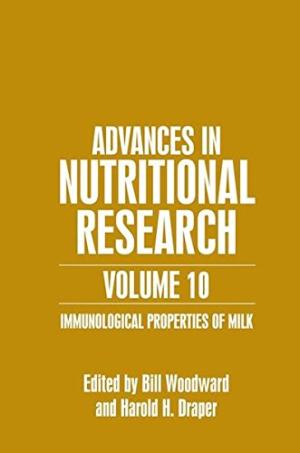 ADVANCES IN
NUTRITIONAL
RESEARCH
VOLUME 10
IMMUNOLOGICAL PROPERTIES OF MILK
Edited by Bill Woodward
and Harold H. Draper